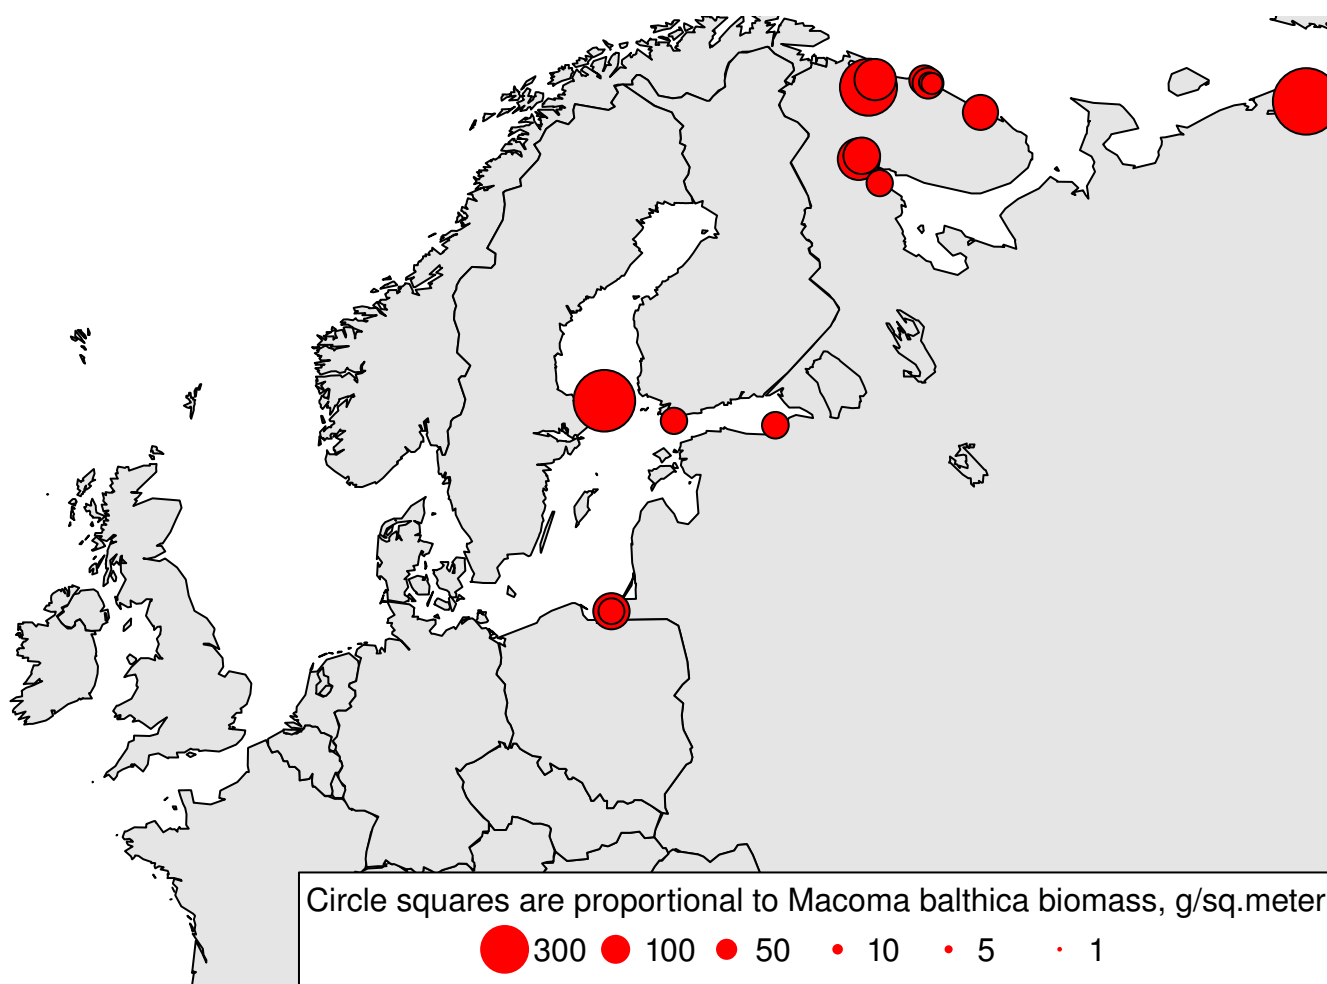 Circle squares are proportional to Macoma balthica biomass, g/sq.meter
300 100 50 10 5 1